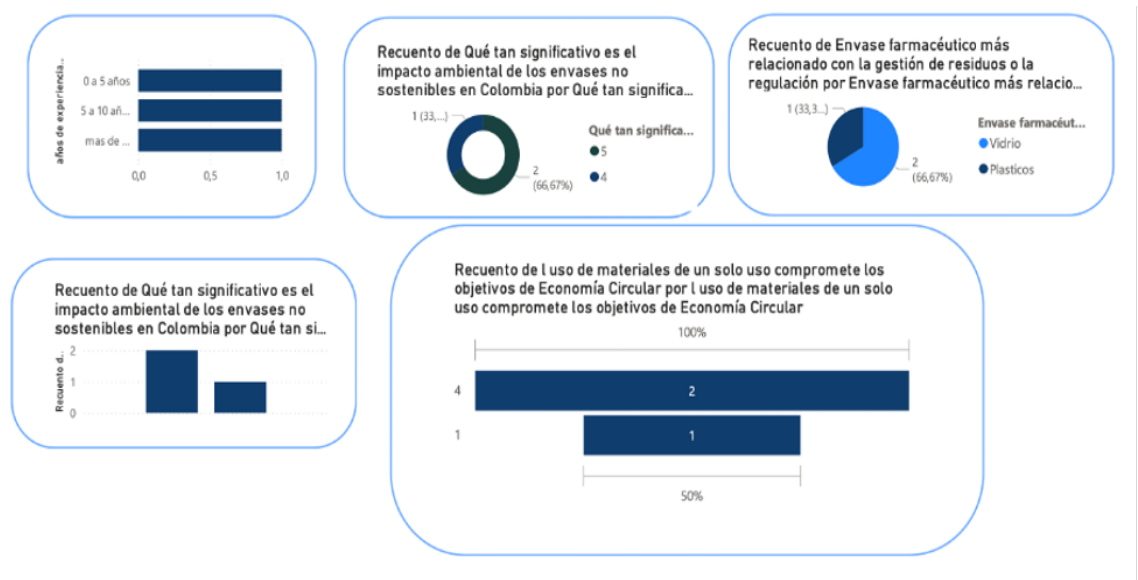 años de experiencia...
0 a 5 años
5 a 10 añ...
mas de ...
0,0
0,5
1,0
Recuento de Qué tan significativo es el
impacto ambiental de los envases no
sostenibles en Colombia por Qué tan significa...
1 (33,...)
2
(66,67%)
Qué tan significa...
5
4
Recuento de Envase farmacéutico más
relacionado con la gestión de residuos o la
regulación por Envase farmacéutico más relacio...
1 (33,3...)
2
(66,67%)
Envase farmacéut...
Vidrio
Plasticos
Recuento de Qué tan significativo es el
impacto ambiental de los envases no
sostenibles en Colombia por Qué tan si...
Recuento d...
2
1
0
Recuento de l uso de materiales de un solo uso compromete los
objetivos de Economía Circular por l uso de materiales de un solo
uso compromete los objetivos de Economía Circular
100%
4
2
1
1
50%